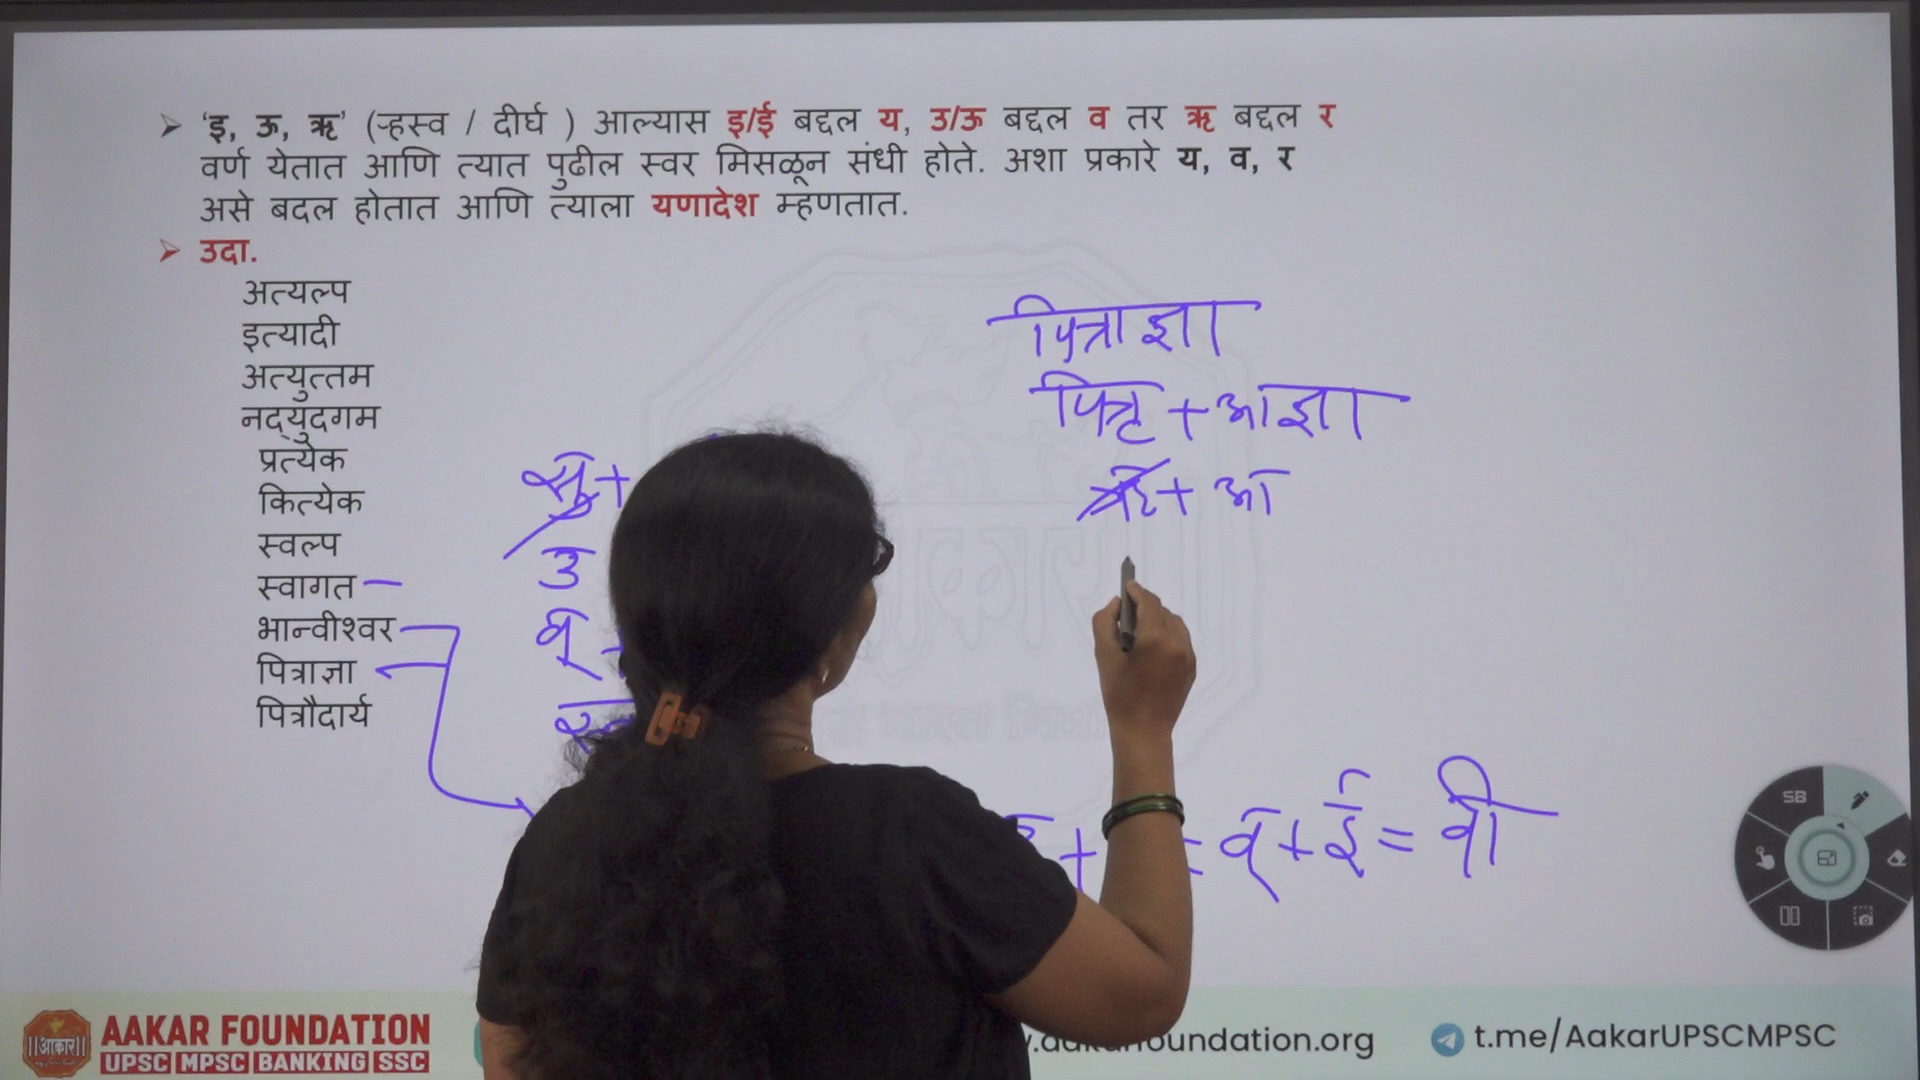 ➢ 'इ, ऊ, ऋ' (ऱ्हस्व / दीर्घ ) आल्यास इ/ई बद्दल य, उ/ऊ बद्दल व तर ऋ बद्दल र
वर्ण येतात आणि त्यात पुढील स्वर मिसळून संधी होते. अशा प्रकारे य, व, र
असे बदल होतात आणि त्याला यणादेश म्हणतात.
➢ उदा.
अत्यल्प
इत्यादी
अत्युत्तम
नद्युदगम
प्रत्येक
कित्येक
स्वल्प
स्वागत
भान्वीश्वर
पित्राज्ञा
पित्रौदार्य
पित्राज्ञा
पितृ + आज्ञा
ऋ + आ
सु +
उ
व् +
= व् + ई = वी
SB
।।आकार।।
AAKAR FOUNDATION
UPSC MPSC BANKING SSC
t.me/AakarUPSCMPSC